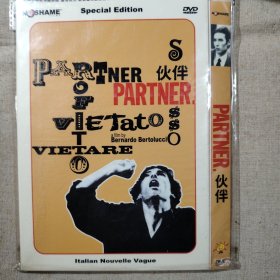 SHAME
Special Edition
DVD
PARTNER
伙伴
PARTNER.
VIETATO
a film by
Bernardo Bertolucci
VIETARE
Italian Nouvelle Vague
PARTNER.
伙伴